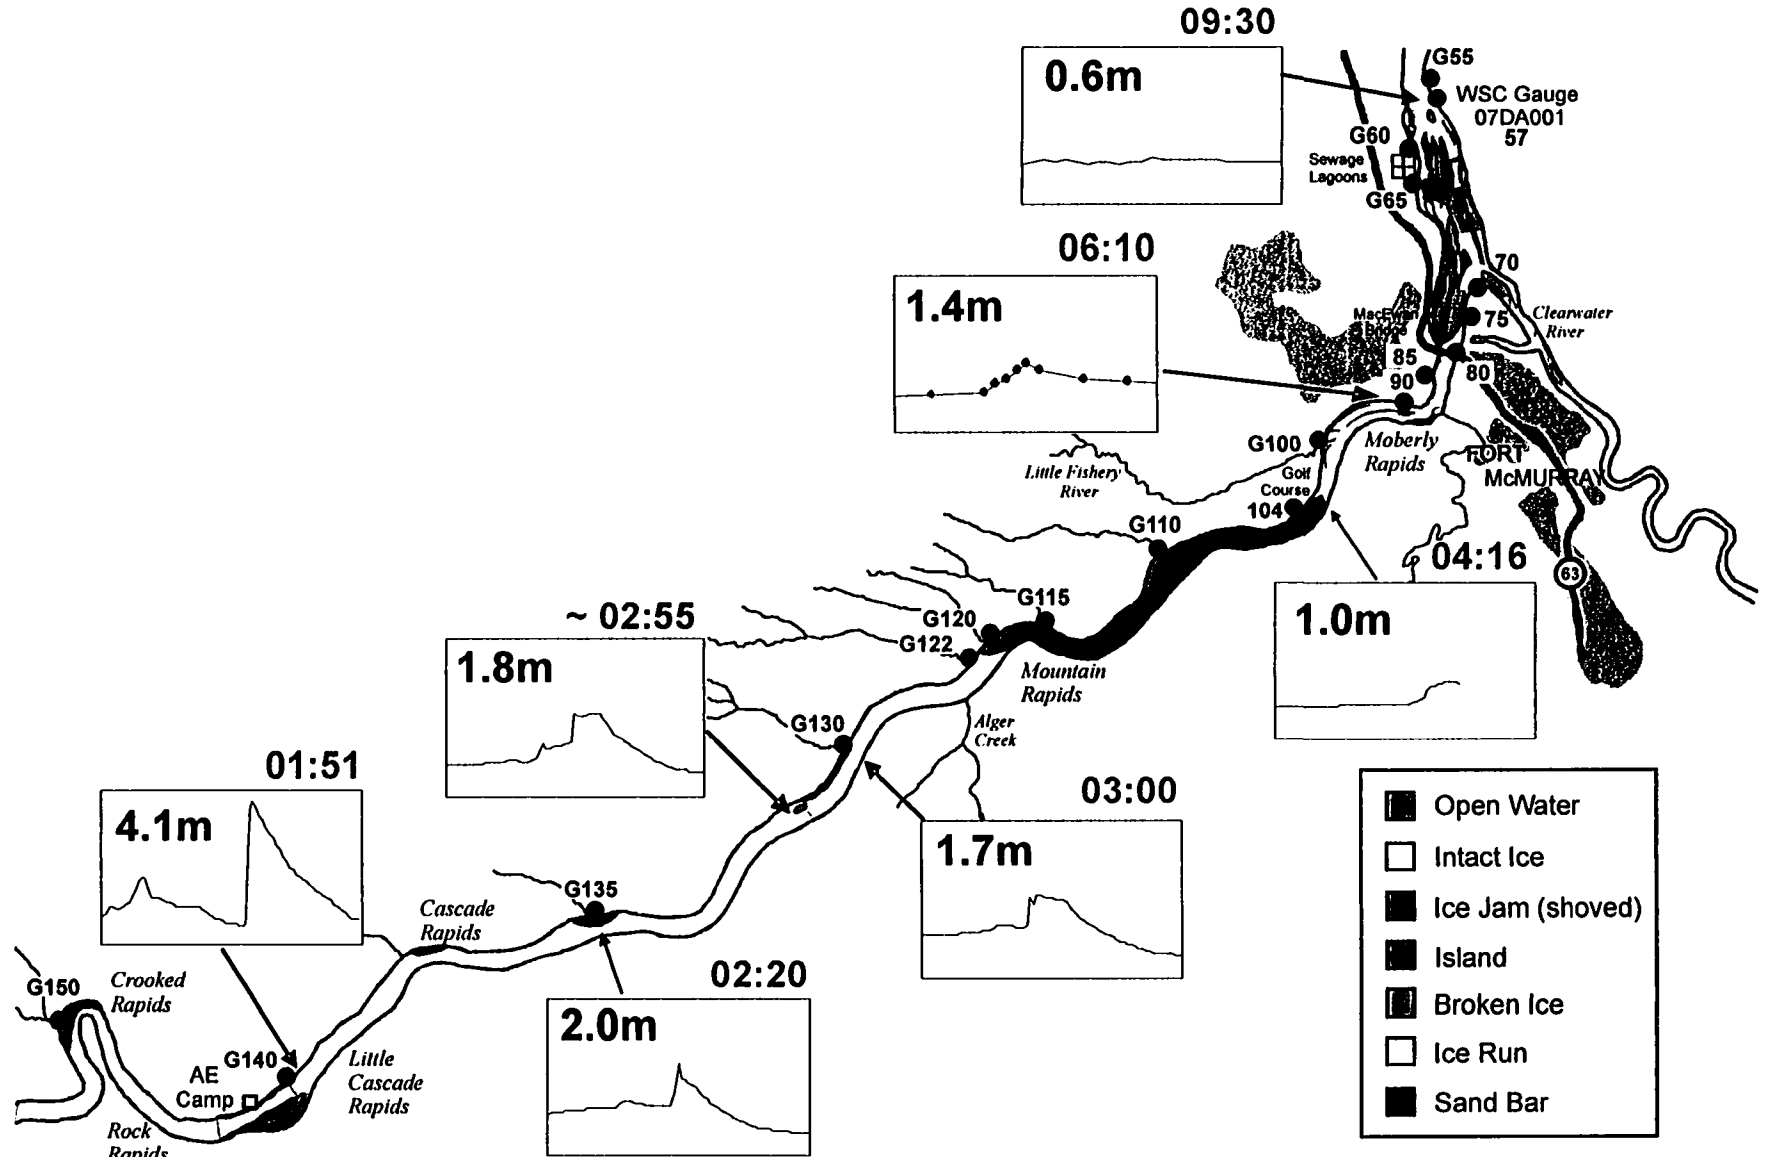 09:30
0.6m
G55
WSC Gauge
07DA001
57
G60
Sewage
Lagoons
G65
06:10
1.4m
70
MacEwan
Bridge
75
Clearwater
River
85
90
80
G100
Moberly
Rapids
FORT
McMURRAY
Little Fishery
River
Golf
Course
104
G110
04:16
1.0m
63
G115
G120
G122
~ 02:55
1.8m
Mountain
Rapids
Alger
Creek
G130
01:51
4.1m
03:00
1.7m
G135
Cascade
Rapids
02:20
2.0m
G150
Crooked
Rapids
G140
AE
Camp
Little
Cascade
Rapids
Rock
Rapids
Open Water
Intact Ice
Ice Jam (shoved)
Island
Broken Ice
Ice Run
Sand Bar